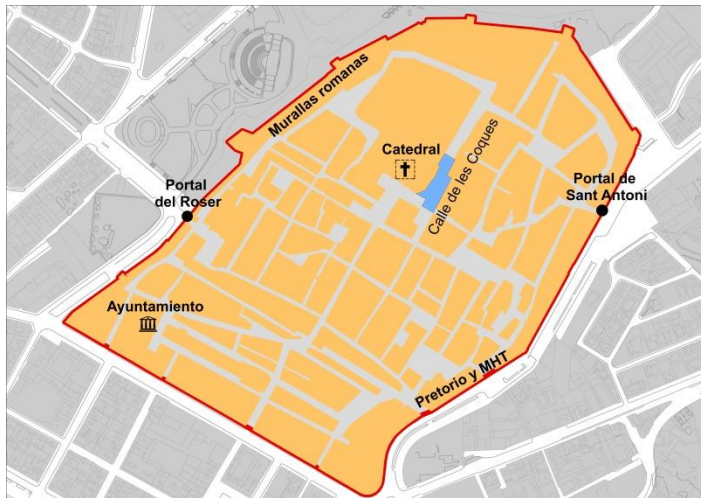 Murallas romanas
Catedral
Calle de les Coques
Portal
del Roser
Portal de
Sant Antoni
Ayuntamiento
Pretorio y MHT